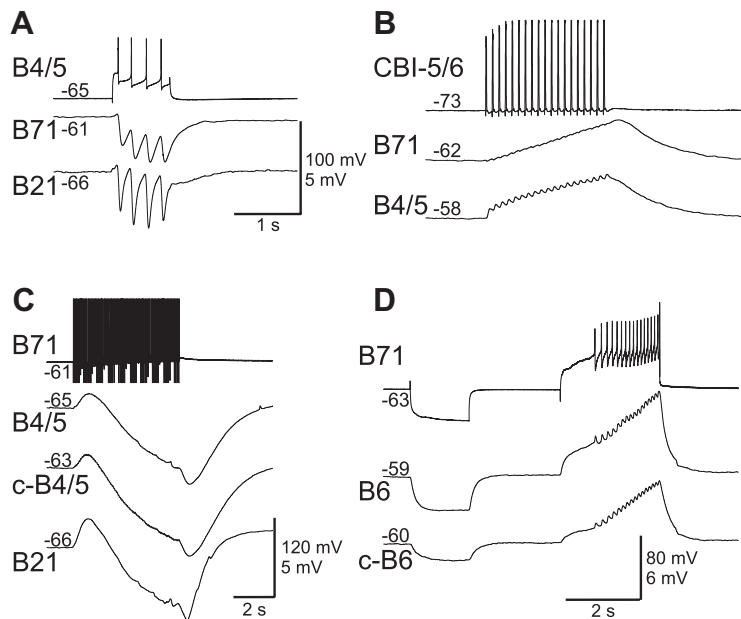 A
B4/5
-65
B71
-61
B21
-66
100 mV
5 mV
1 s
B
CBI-5/6
-73
B71
-62
B4/5
-58
C
B71
-61
-65
B4/5
-63
c-B4/5
-66
B21
120 mV
5 mV
2 s
D
B71
-63
-59
B6
-60
c-B6
80 mV
6 mV
2 s